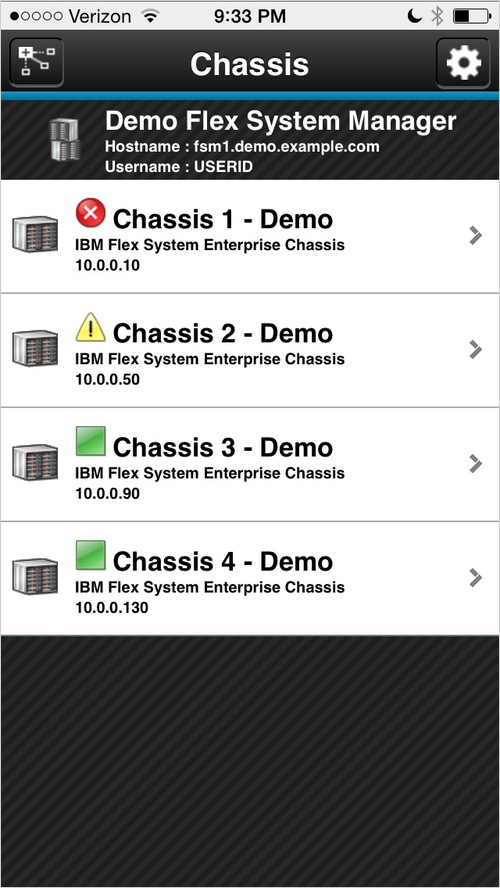 Verizon 9:33 PM
Chassis
Demo Flex System Manager
Hostname : fsm1.demo.example.com
Username : USERID
Chassis 1 - Demo
IBM Flex System Enterprise Chassis
10.0.0.10
Chassis 2 - Demo
IBM Flex System Enterprise Chassis
10.0.0.50
Chassis 3 - Demo
IBM Flex System Enterprise Chassis
10.0.0.90
Chassis 4 - Demo
IBM Flex System Enterprise Chassis
10.0.0.130